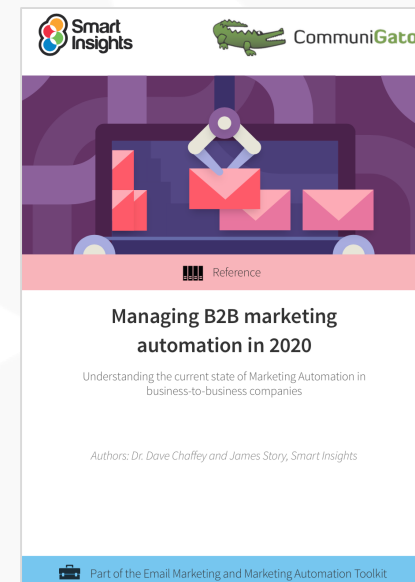 Smart
Insights
CommuniGato
Reference
Managing B2B marketing
automation in 2020
Understanding the current state of Marketing Automation in
business-to-business companies
Authors: Dr. Dave Chaffey and James Story, Smart Insights
Part of the Email Marketing and Marketing Automation Toolkit